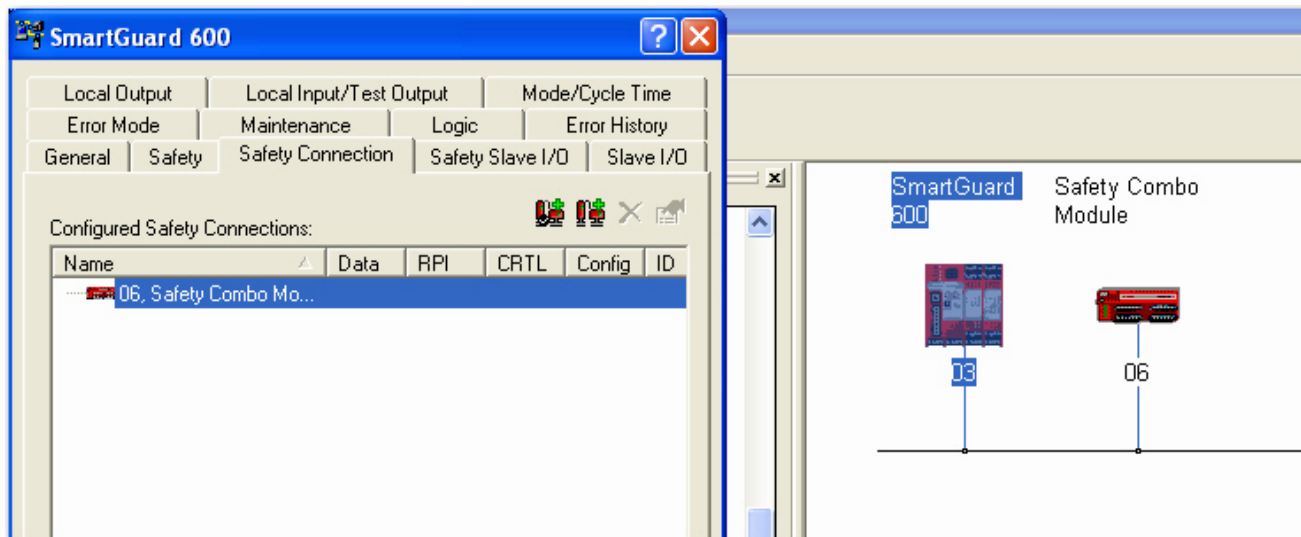 SmartGuard 600
Local Output Local Input/Test Output Mode/Cycle Time
Error Mode Maintenance Logic Error History
General Safety Safety Connection Safety Slave I/O Slave I/O
Configured Safety Connections:
Name Data RPI CRTL Config ID
06, Safety Combo Mo...
SmartGuard
600
Safety Combo
Module
03
06